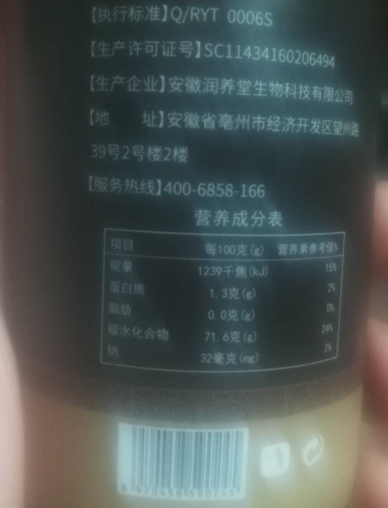 【执行标准】Q/RYT 0006S
【生产许可证号】SC11434160206494
【生产企业】安徽润养堂生物科技有限公司
【地 址】安徽省亳州市经济开发区望州路
39号2号楼2楼
【服务热线】400-6858-166
营养成分表
项目 每100克(g) 营养素参考值%
能量 1239千焦(kJ) 15%
蛋白质 1.3克(g) 2%
脂肪 0.0克(g) 0%
碳水化合物 71.6克(g) 24%
钠 32毫克(mg) 2%